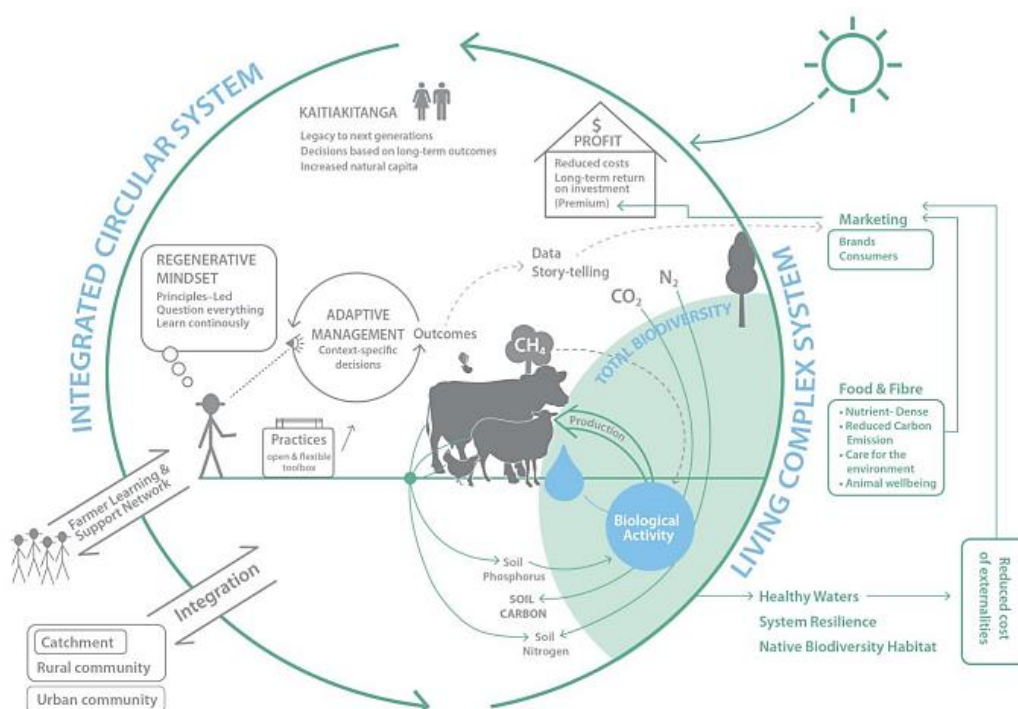 INTEGRATED CIRCULAR SYSTEM
KAITIAKITANGA
Legacy to next generations
Decisions based on long-term outcomes
Increased natural capita
$
PROFIT
Reduced costs
Long-term return
on investment
(Premium)
Marketing
Brands
Consumers
REGENERATIVE
MINDSET
Principles-Led
Question everything
Learn continously
ADAPTIVE
MANAGEMENT
Context-specific
decisions
Outcomes
Data
Story-telling
CO2
N2
CH4
TOTAL BIODIVERSITY
LIVING COMPLEX SYSTEM
Production
Food & Fibre
• Nutrient- Dense
• Reduced Carbon
Emission
• Care for the
environment
• Animal wellbeing
Practices
open & flexible
toolbox
Farmer Learning &
Support Network
Biological
Activity
Soil
Phosphorus
SOIL
CARBON
Soil
Nitrogen
Integration
Catchment
Rural community
Urban community
Healthy Waters
System Resilience
Native Biodiversity Habitat
Reduced cost
of externalities